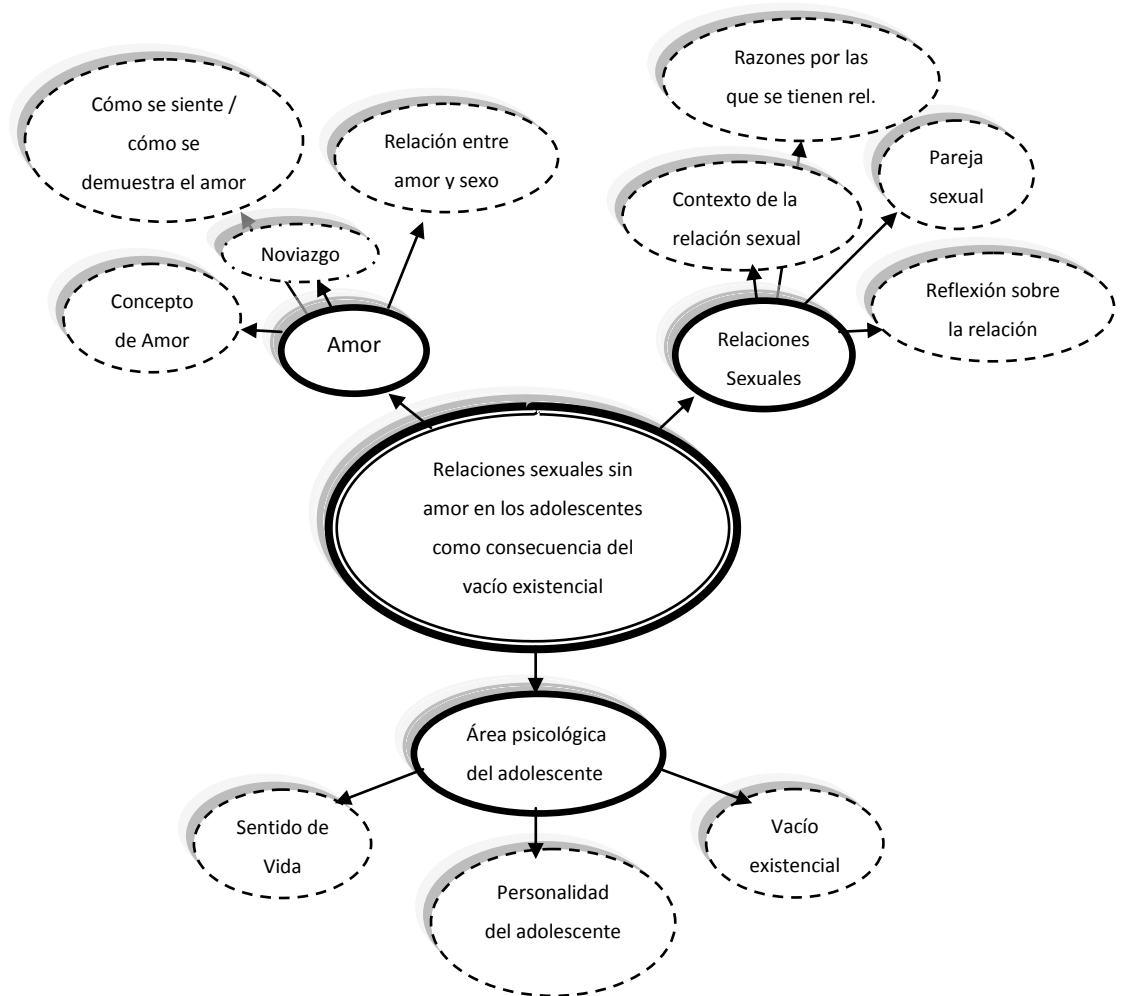 Razones por las
que se tienen rel.
Cómo se siente /
cómo se
demuestra el amor
Relación entre
amor y sexo
Pareja
sexual
Contexto de la
relación sexual
Noviazgo
Concepto
de Amor
Reflexión sobre
la relación
Amor
Relaciones
Sexuales
Relaciones sexuales sin
amor en los adolescentes
como consecuencia del
vacío existencial
Área psicológica
del adolescente
Sentido de
Vida
Vacío
existencial
Personalidad
del adolescente